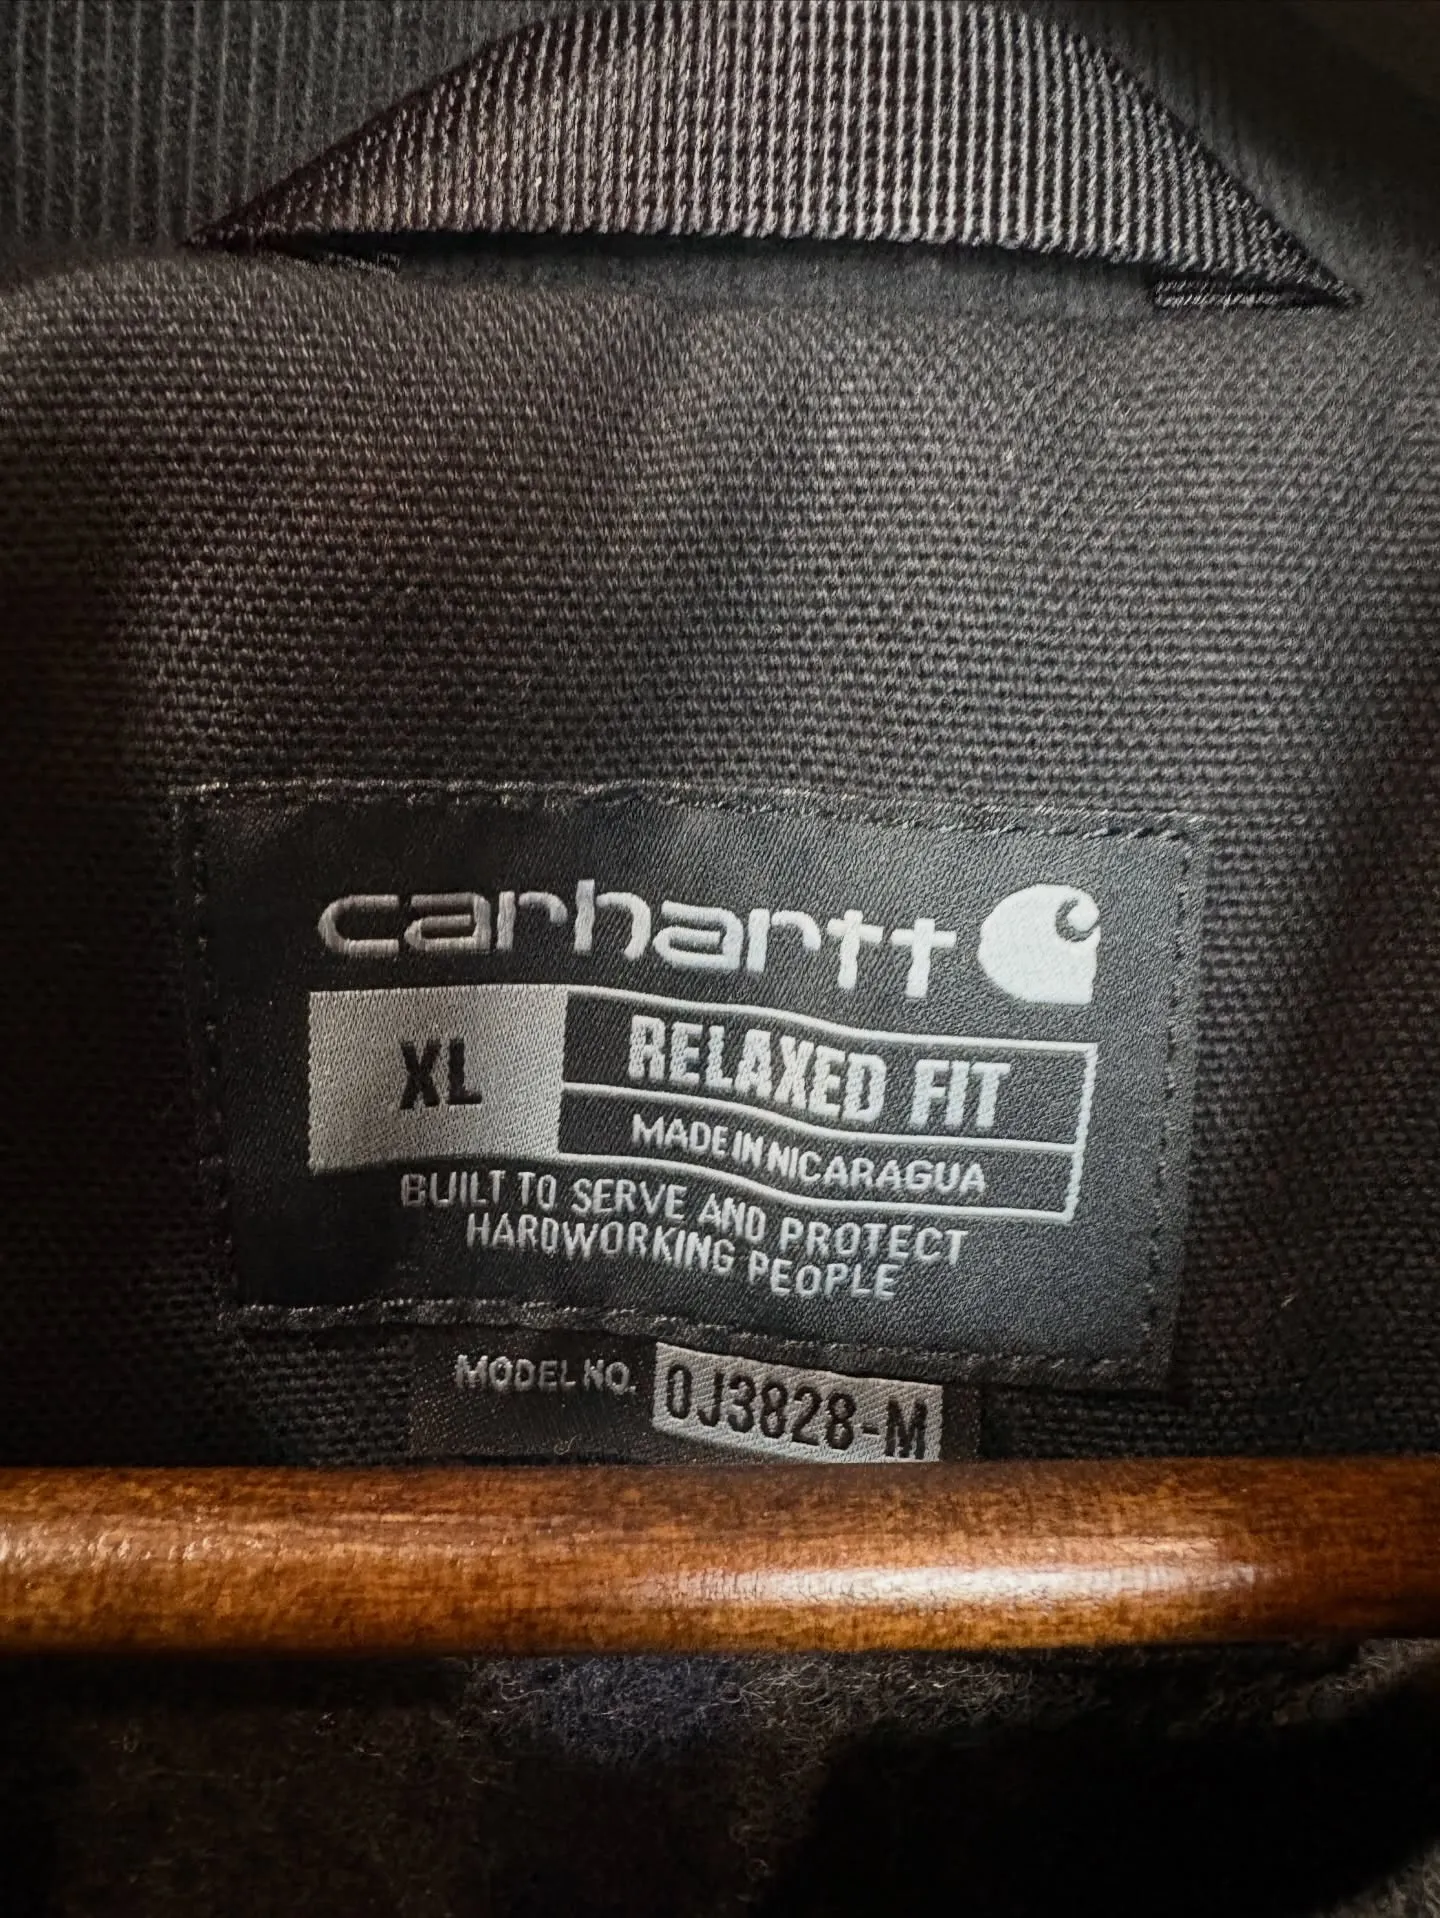 carhartt
XL
RELAXED FIT
MADE IN NICARAGUA
BUILT TO SERVE AND PROTECT
HARDWORKING PEOPLE
MODEL NO. 0J3828-M